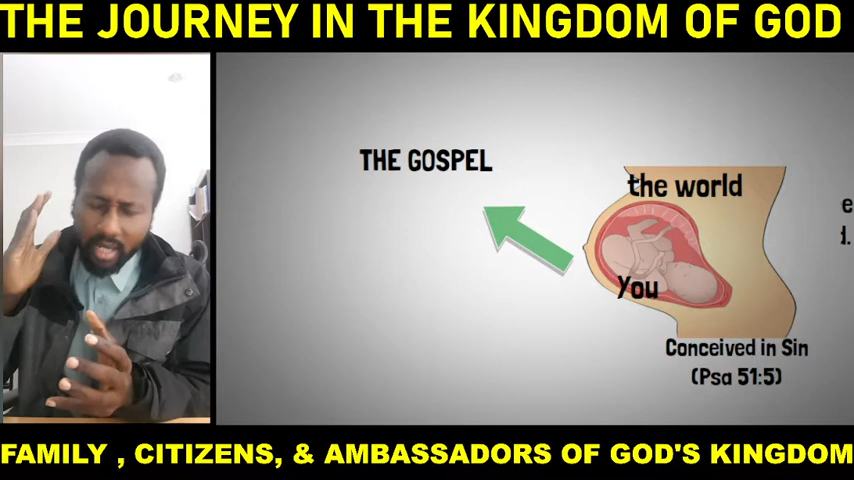 THE JOURNEY IN THE KINGDOM OF GOD
THE GOSPEL
the world
You
Conceived in Sin
(Psa 51:5)
FAMILY , CITIZENS, & AMBASSADORS OF GOD'S KINGDOM